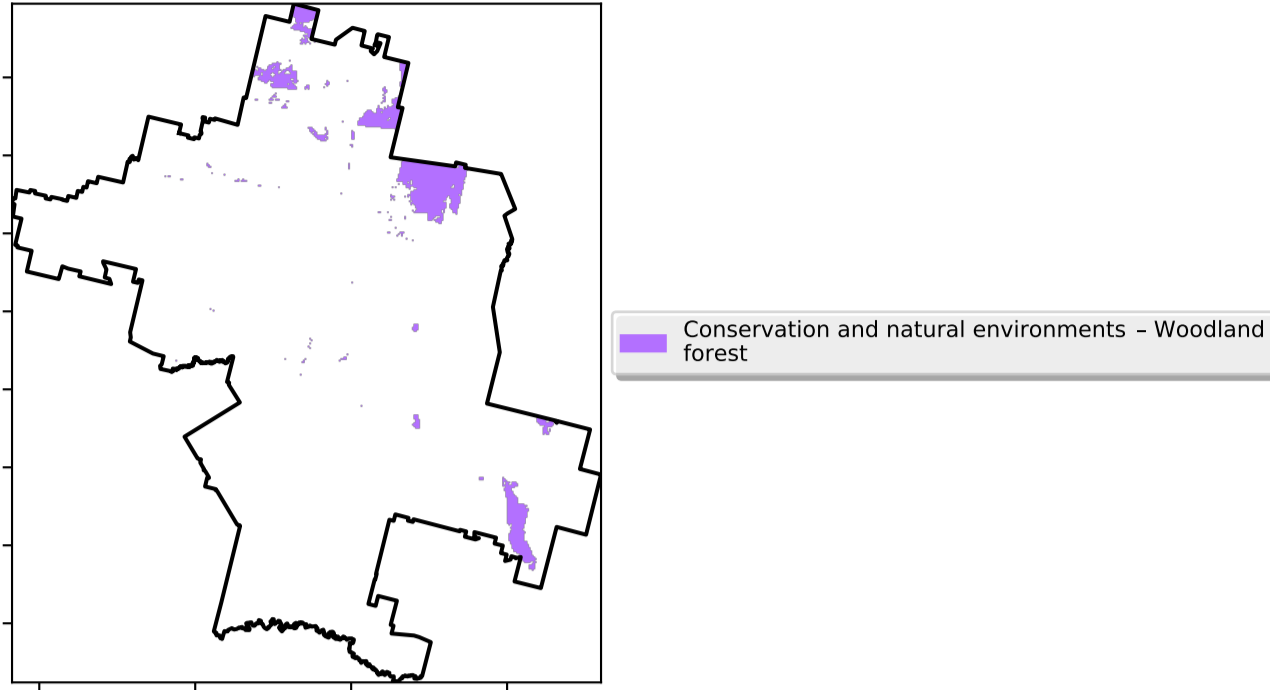 Conservation and natural environments – Woodland
forest